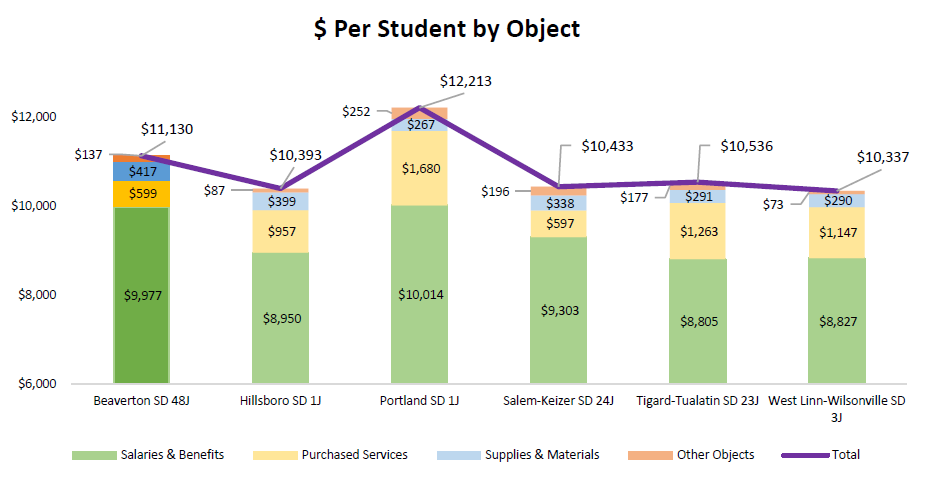 $ Per Student by Object
$12,213
$252
$12,000
$267
$11,130
$137
$10,393
$10,433
$10,536
$10,337
$417
$1,680
$87
$196
$177
$291
$73
$290
$599
$399
$338
$10,000
$957
$597
$1,263
$1,147
$8,000
$9,977
$10,014
$8,950
$9,303
$8,805
$8,827
$6,000
Beaverton SD 48J
Hillsboro SD 1J
Portland SD 1J
Salem-Keizer SD 24J
Tigard-Tualatin SD 23J
West Linn-Wilsonville SD
3J
Salaries & Benefits
Purchased Services
Supplies & Materials
Other Objects
Total